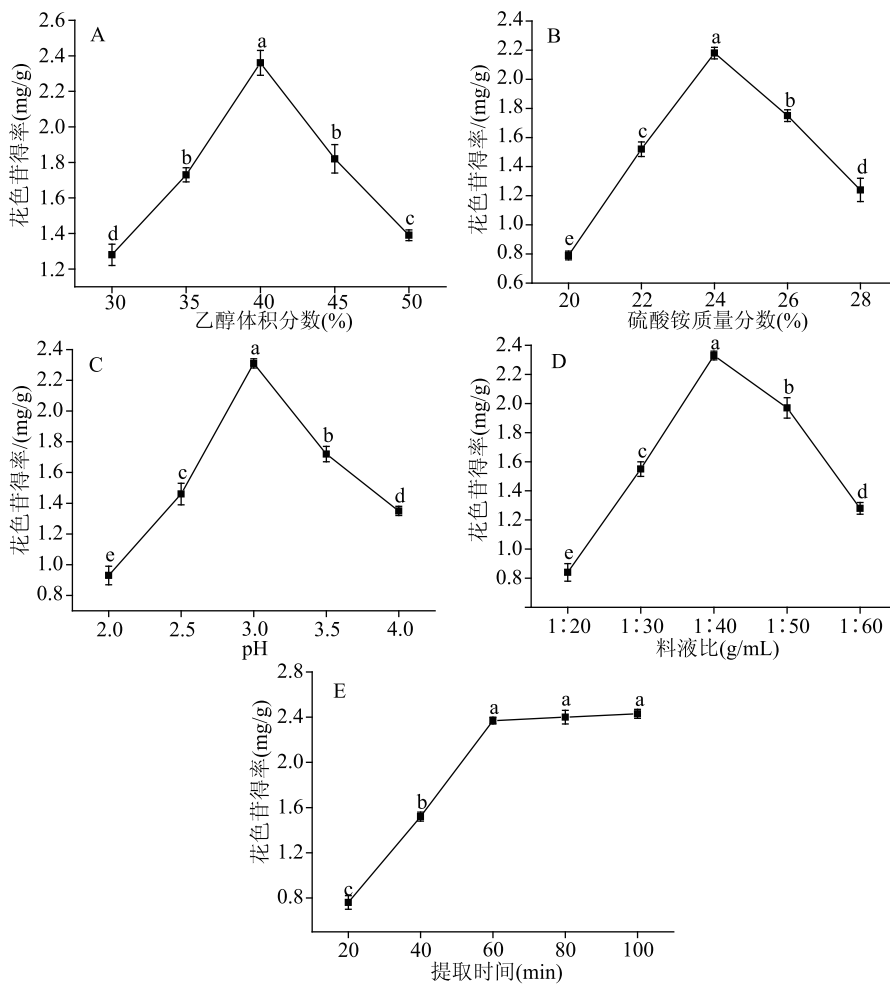 A
花色苷得率(mg/g)
2.6
2.4
2.2
2.0
1.8
1.6
1.4
1.2
d
b
a
b
c
30 35 40 45 50
乙醇体积分数(%)
B
花色苷得率/(mg/g)
2.4
2.2
2.0
1.8
1.6
1.4
1.2
1.0
0.8
0.6
e
c
a
b
d
20 22 24 26 28
硫酸铵质量分数(%)
C
花色苷得率/(mg/g)
2.4
2.2
2.0
1.8
1.6
1.4
1.2
1.0
0.8
e
c
a
b
d
2.0 2.5 3.0 3.5 4.0
pH
D
花色苷得率(mg/g)
2.4
2.2
2.0
1.8
1.6
1.4
1.2
1.0
0.8
e
c
a
b
d
1∶20 1∶30 1∶40 1∶50 1∶60
料液比(g/mL)
E
花色苷得率(mg/g)
2.8
2.4
2.0
1.6
1.2
0.8
c
b
a
a
a
20 40 60 80 100
提取时间(min)